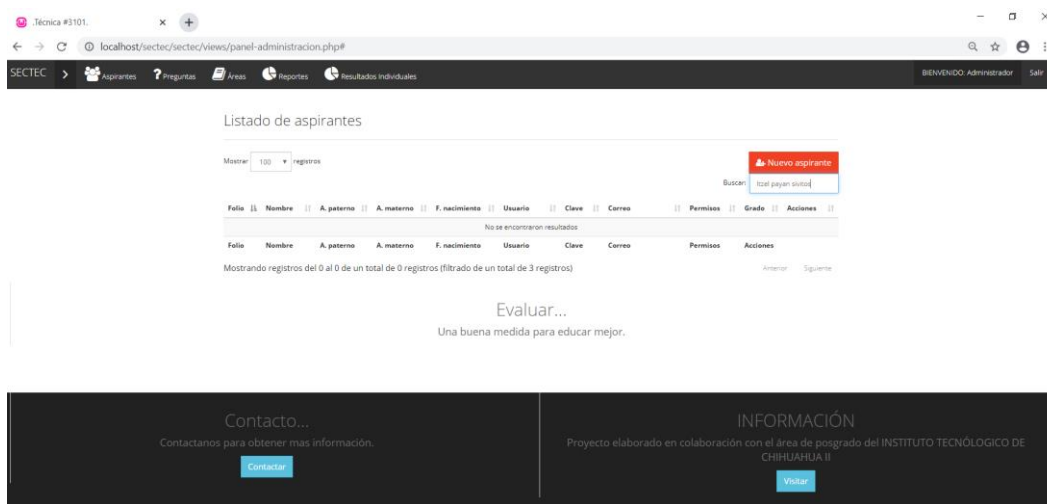 .Técnica #3101.
localhost/sectec/sectec/views/panel-administracion.php#
SECTEC > Aspirantes ? Preguntas Áreas Reportes Resultados Individuales BIENVENIDO: Administrador Salir
Listado de aspirantes
Mostrar 100 registros
Nuevo aspirante
Buscar: Itzel payan sivitos
Folio Nombre A. paterno A. materno F. nacimiento Usuario Clave Correo Permisos Grado Acciones
No se encontraron resultados
Folio Nombre A. paterno A. materno F. nacimiento Usuario Clave Correo Permisos Acciones
Mostrando registros del 0 al 0 de un total de 0 registros (filtrado de un total de 3 registros) Anterior Siguiente
Evaluar...
Una buena medida para educar mejor.
Contacto...
Contactanos para obtener mas información.
Contactar
INFORMACIÓN
Proyecto elaborado en colaboración con el área de posgrado del INSTITUTO TECNÓLOGICO DE
CHIHUAHUA II
Visitar